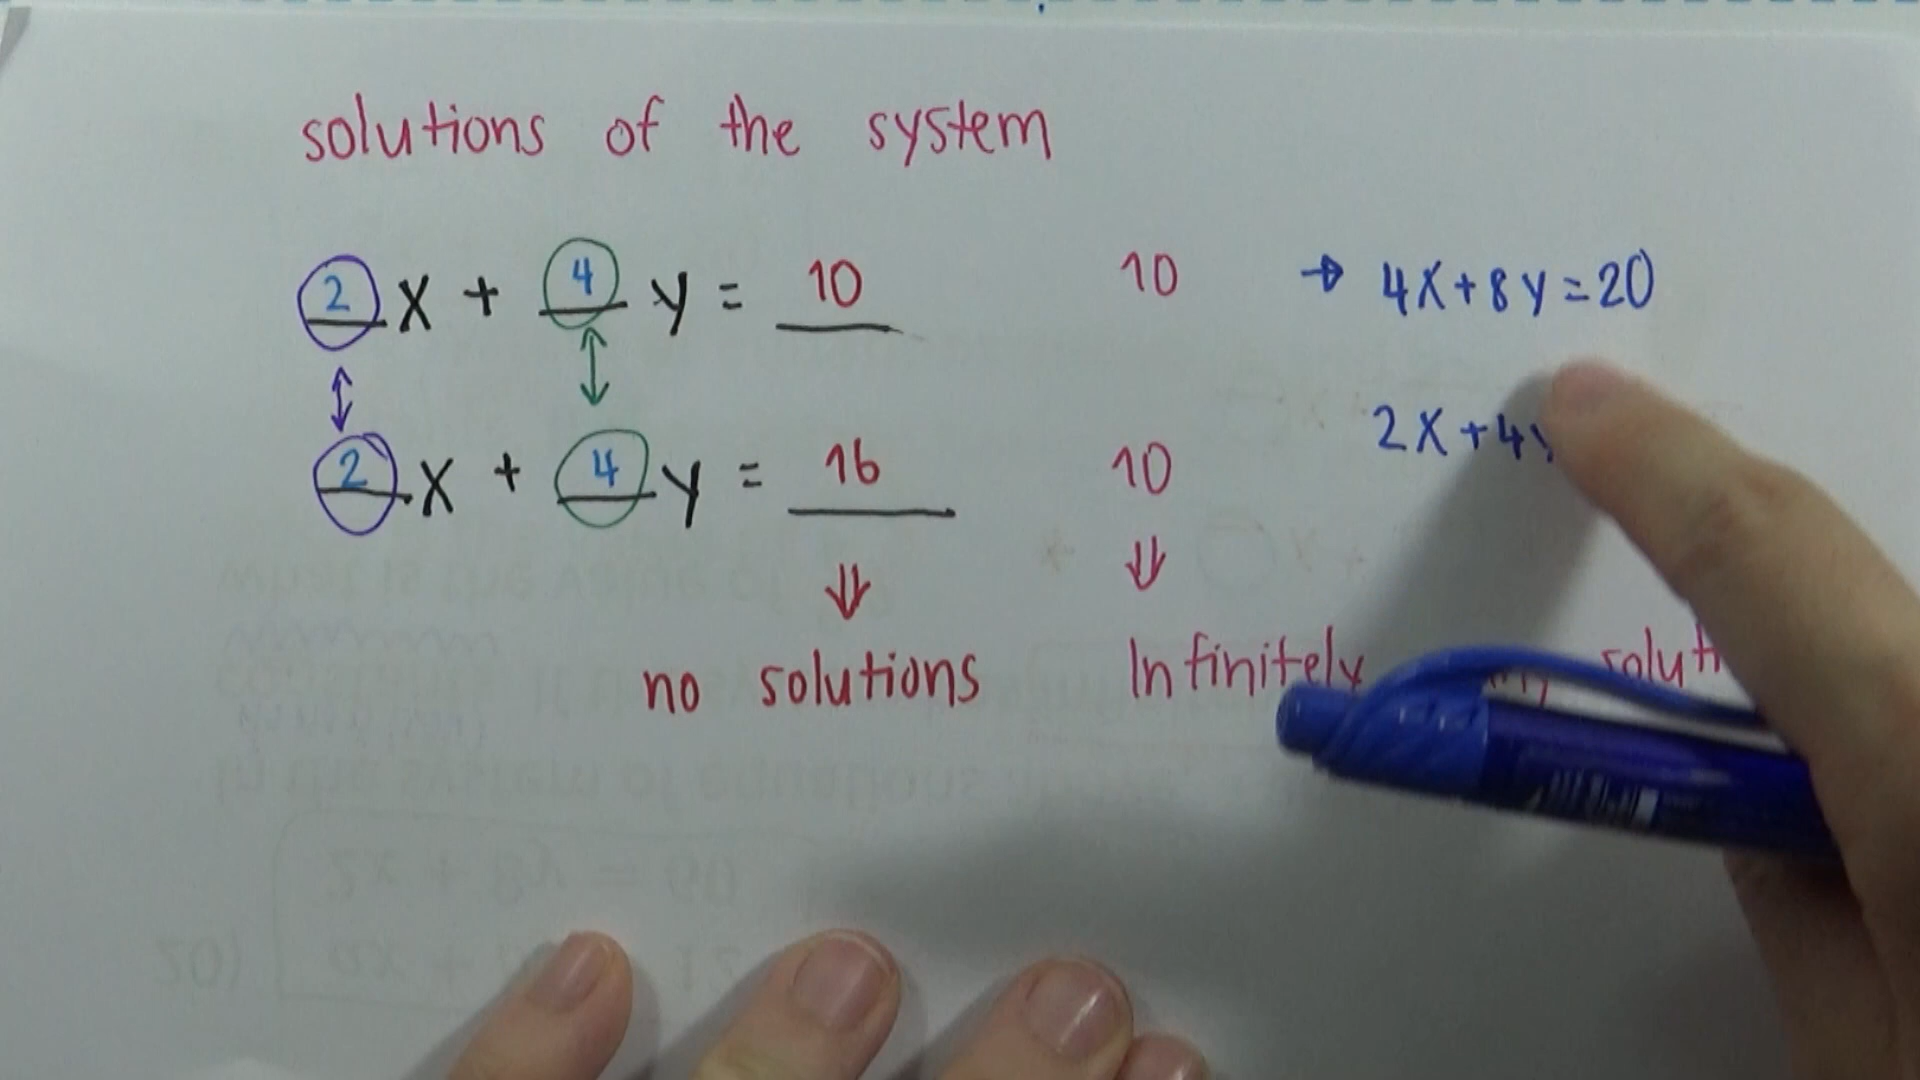 solutions of the system
2 x + 4 y = 10 10 → 4x+8y=20
2 x + 4 y = 16 10 2x+4y
⇓ ⇓
no solutions Infinitely